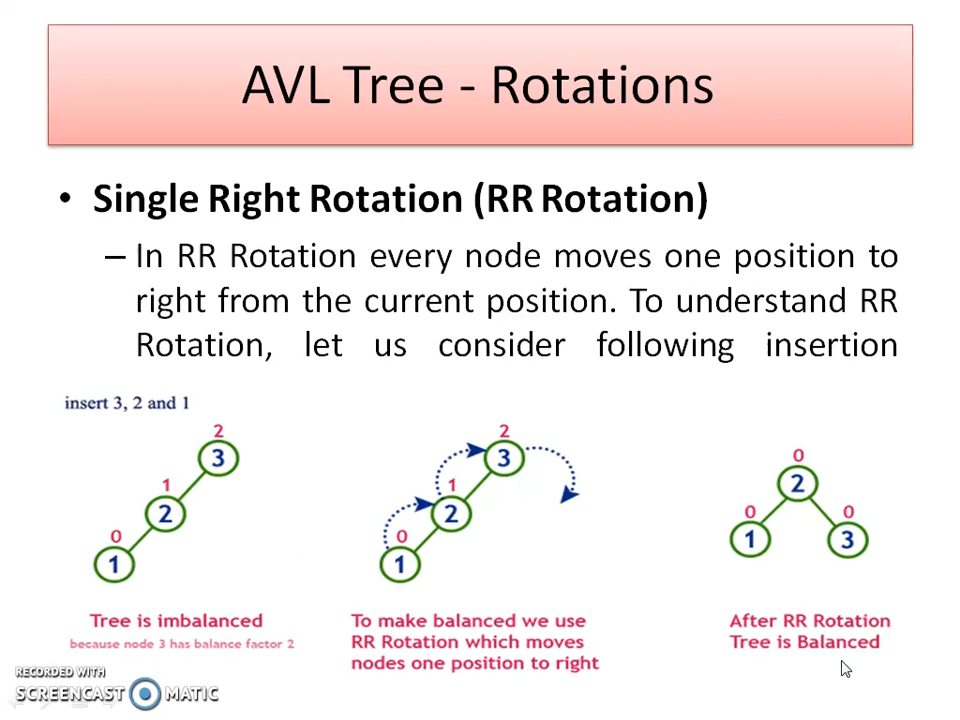 AVL Tree - Rotations
• Single Right Rotation (RR Rotation)
– In RR Rotation every node moves one position to
right from the current position. To understand RR
Rotation, let us consider following insertion
insert 3, 2 and 1
2
3
1
2
0
1
Tree is imbalanced
because node 3 has balance factor 2
2
3
1
2
0
1
To make balanced we use
RR Rotation which moves
nodes one position to right
0
2
0
1
0
3
After RR Rotation
Tree is Balanced
RECORDED WITH
SCREENCAST MATIC